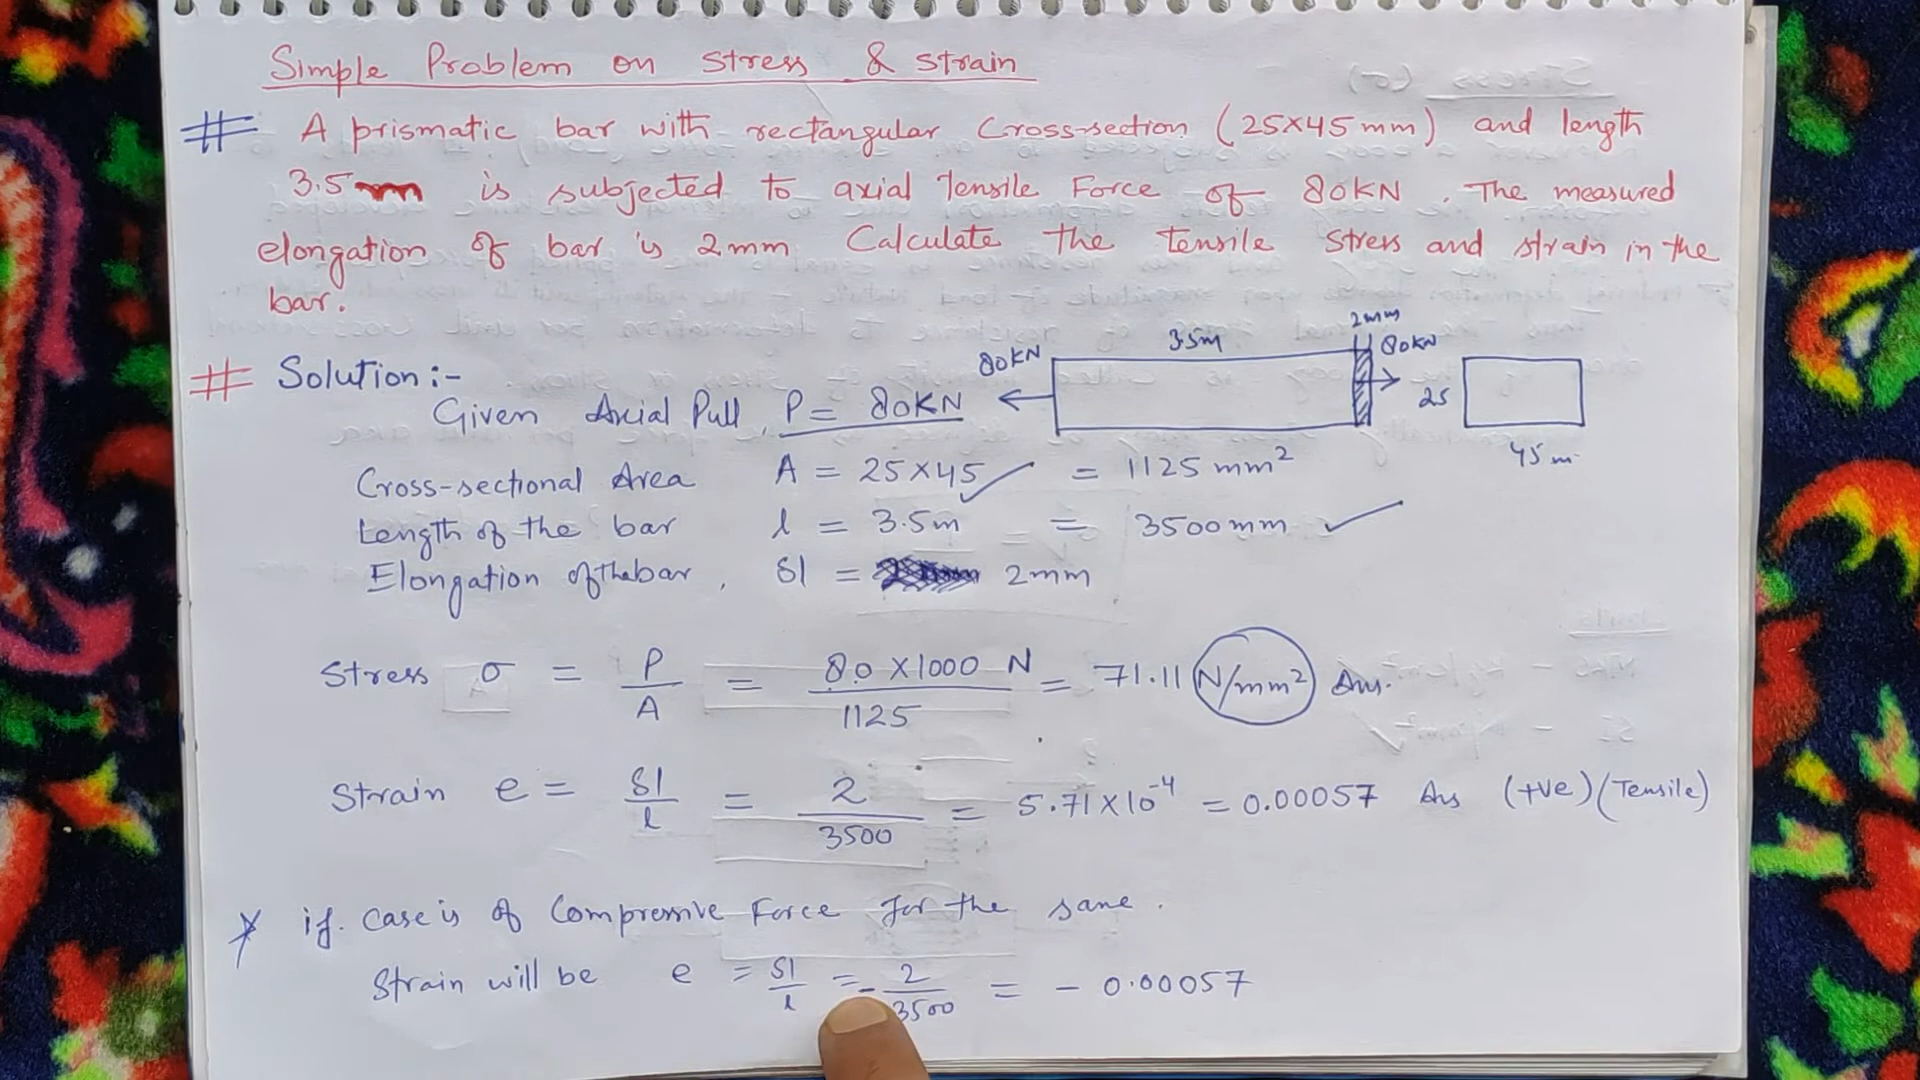 Simple Problem on Stress & Strain
# A prismatic bar with rectangular Cross-section (25×45 mm) and length
3.5m is subjected to axial Tensile Force of 80KN. The measured
elongation of bar is 2mm Calculate the tensile stress and strain in the
bar.
# Solution :-
Given Axial Pull, P = 80KN
80KN
3.5m
2mm
80KN
25
45 m
Cross-sectional Area A = 25×45 = 1125 mm²
Length of the bar l = 3.5m = 3500mm
Elongation of the bar, δl = 2mm
Stress σ = P/A = 80 × 1000 N/1125 = 71.11 N/mm² Ans.
Strain e = δl/l = 2/3500 = 5.71 × 10⁻⁴ = 0.00057 Ans (+ve) (Tensile)
* if. Case is of Compressive Force for the same.
Strain will be e = δl/l = - 2/3500 = - 0.00057